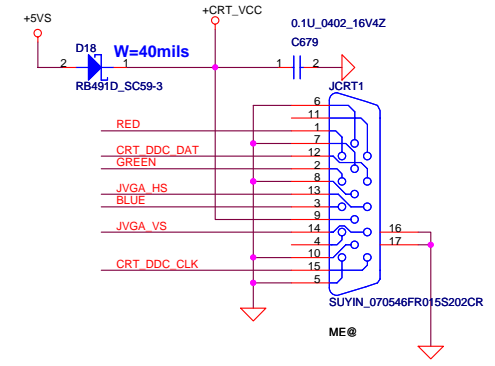 +CRT_VCC
+5VS
0.1U_0402_16V4Z
D18
W=40mils
C679
2
1
1
2
RB491D_SC59-3
JCRT1
6
11
RED
1
7
CRT_DDC_DAT
12
GREEN
2
8
JVGA_HS
13
BLUE
3
9
JVGA_VS
14
16
4
17
10
CRT_DDC_CLK
15
5
SUYIN_070546FR015S202CR
ME@